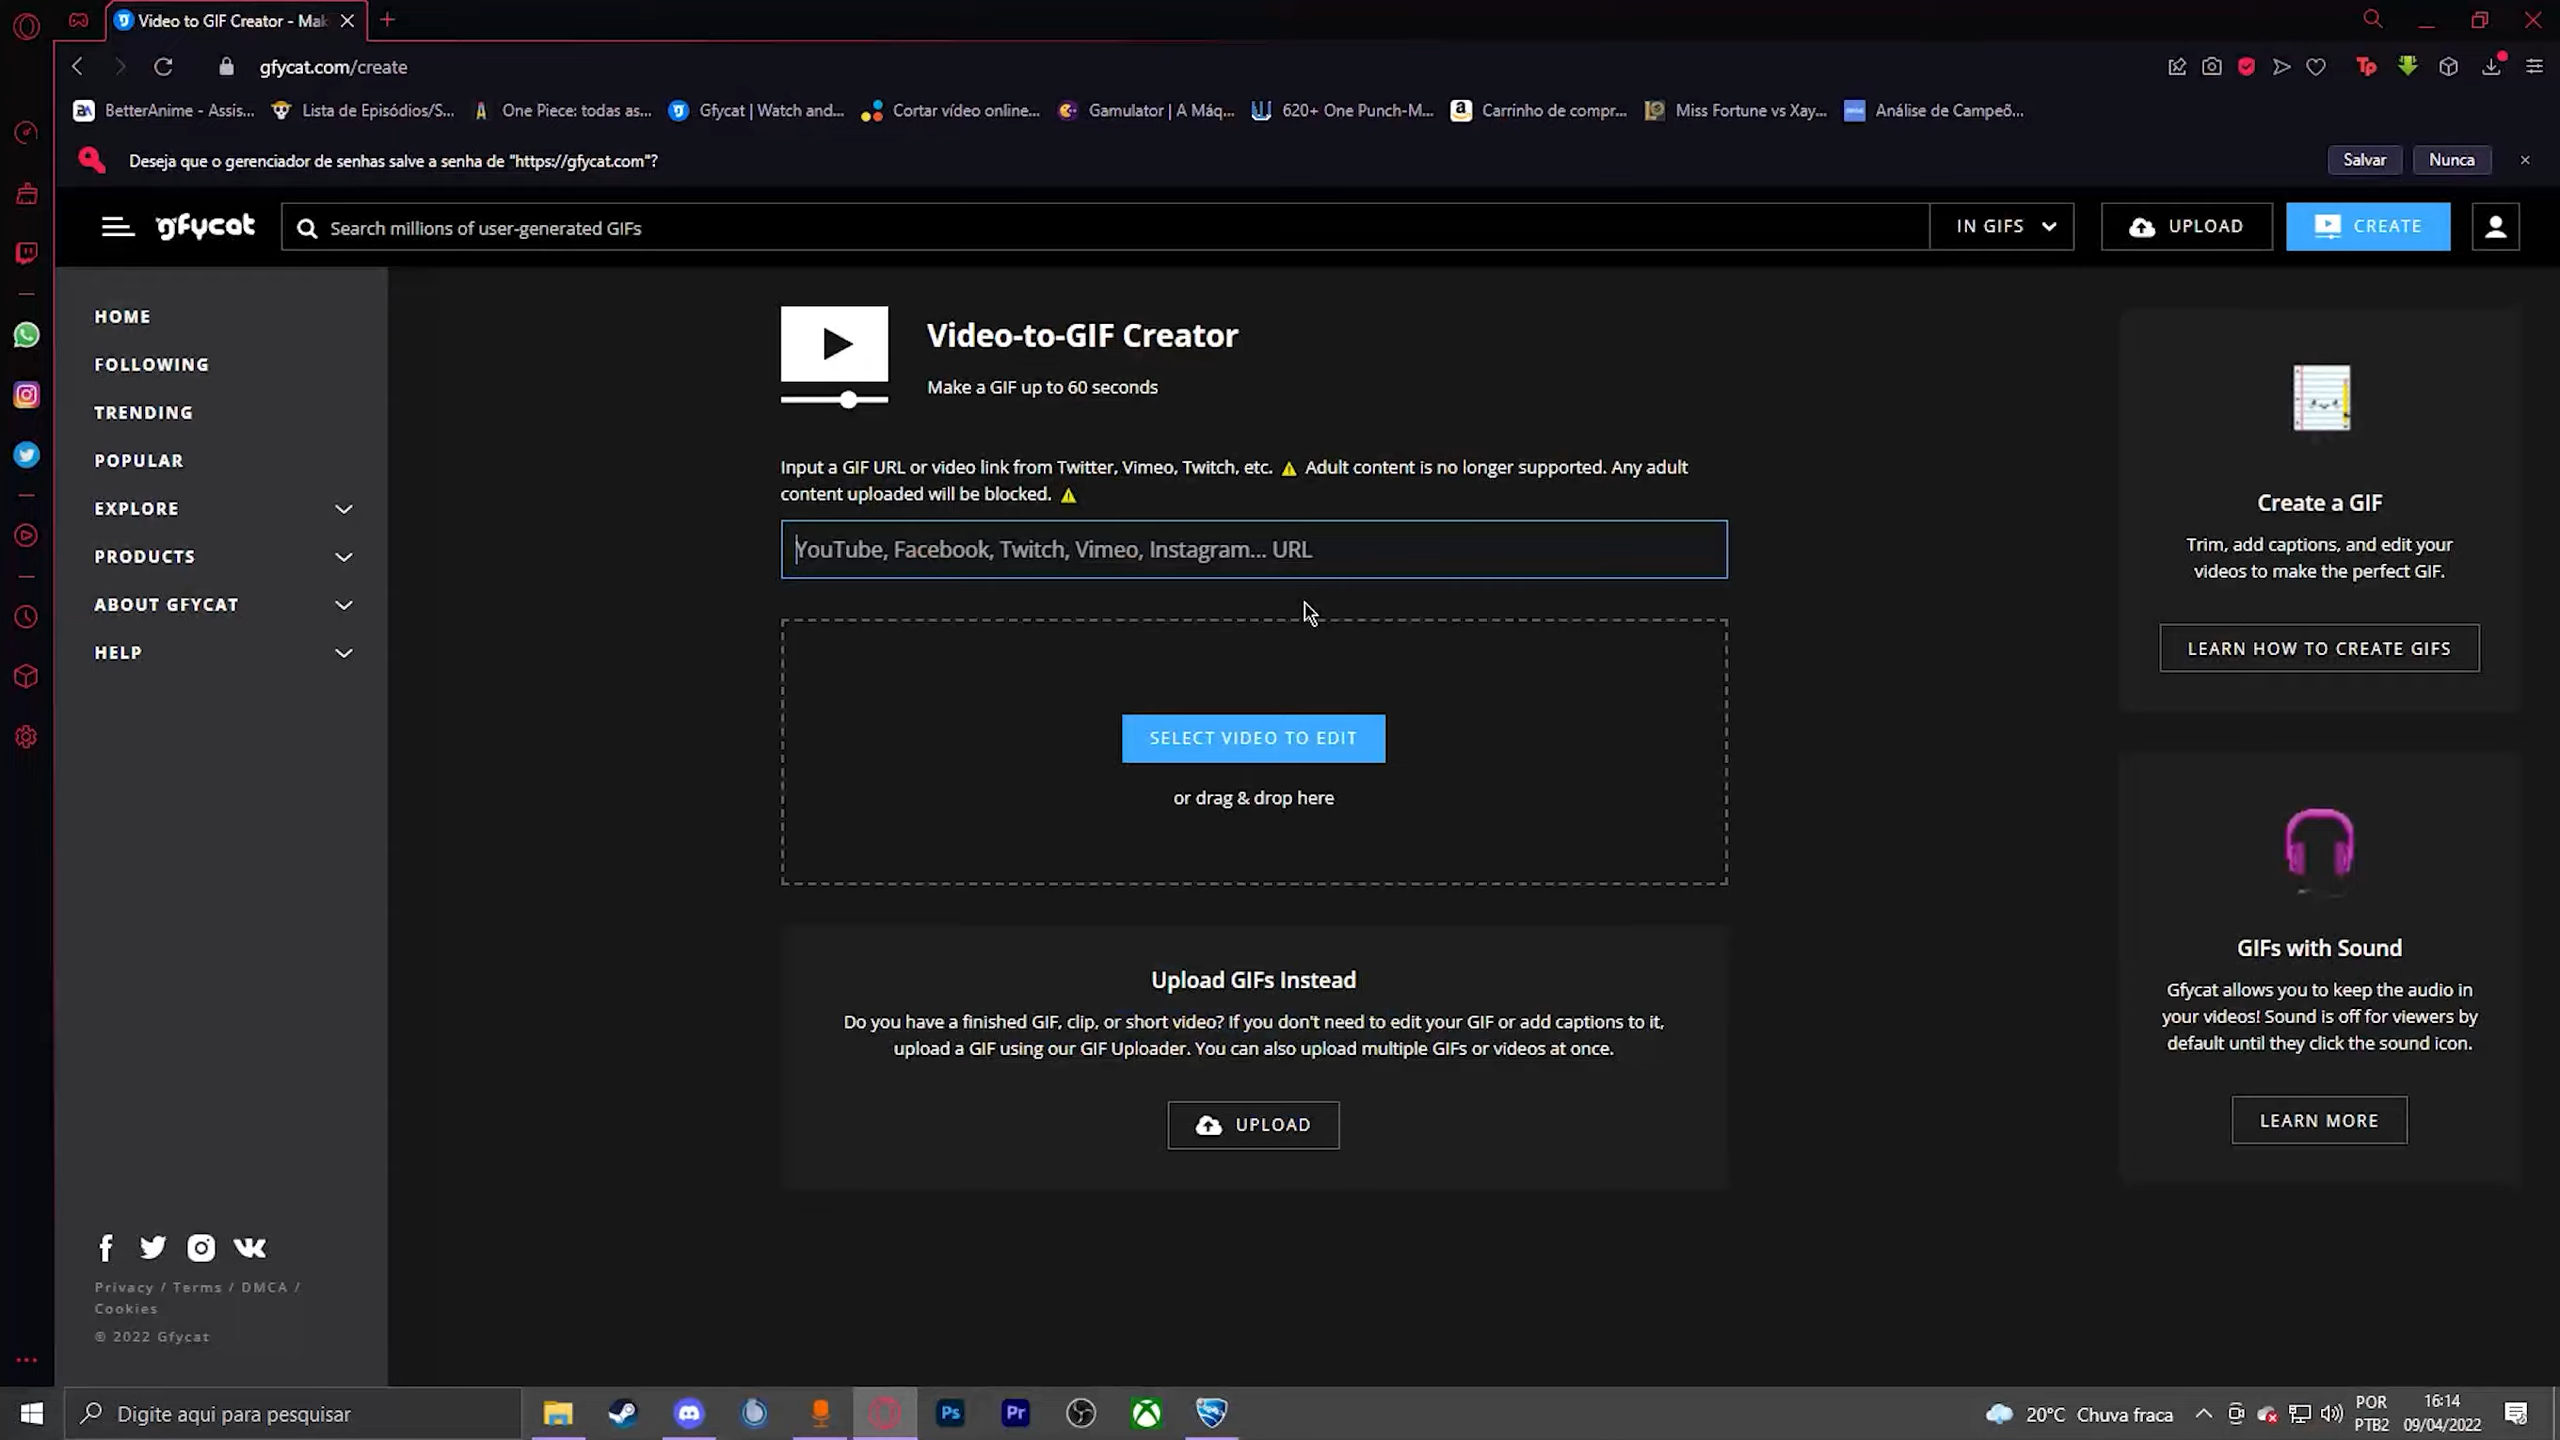 Video to GIF Creator - Mak
gfycat.com/create
BetterAnime - Assis...
Lista de Episódios/S...
One Piece: todas as...
Gfycat | Watch and...
Cortar vídeo online...
Gamulator | A Máq...
620+ One Punch-M...
Carrinho de compr...
Miss Fortune vs Xay...
Análise de Campeõ...
Deseja que o gerenciador de senhas salve a senha de "https://gfycat.com"?
Salvar
Nunca
gfycat
Search millions of user-generated GIFs
IN GIFS
UPLOAD
CREATE
HOME
FOLLOWING
TRENDING
POPULAR
EXPLORE
PRODUCTS
ABOUT GFYCAT
HELP
Video-to-GIF Creator
Make a GIF up to 60 seconds
Input a GIF URL or video link from Twitter, Vimeo, Twitch, etc. ⚠ Adult content is no longer supported. Any adult
content uploaded will be blocked. ⚠
YouTube, Facebook, Twitch, Vimeo, Instagram... URL
SELECT VIDEO TO EDIT
or drag & drop here
Upload GIFs Instead
Do you have a finished GIF, clip, or short video? If you don't need to edit your GIF or add captions to it,
upload a GIF using our GIF Uploader. You can also upload multiple GIFs or videos at once.
UPLOAD
Create a GIF
Trim, add captions, and edit your
videos to make the perfect GIF.
LEARN HOW TO CREATE GIFS
GIFs with Sound
Gfycat allows you to keep the audio in
your videos! Sound is off for viewers by
default until they click the sound icon.
LEARN MORE
Privacy / Terms / DMCA /
Cookies
© 2022 Gfycat
Digite aqui para pesquisar
Ps
Pr
20°C Chuva fraca
POR
PTB2
16:14
09/04/2022